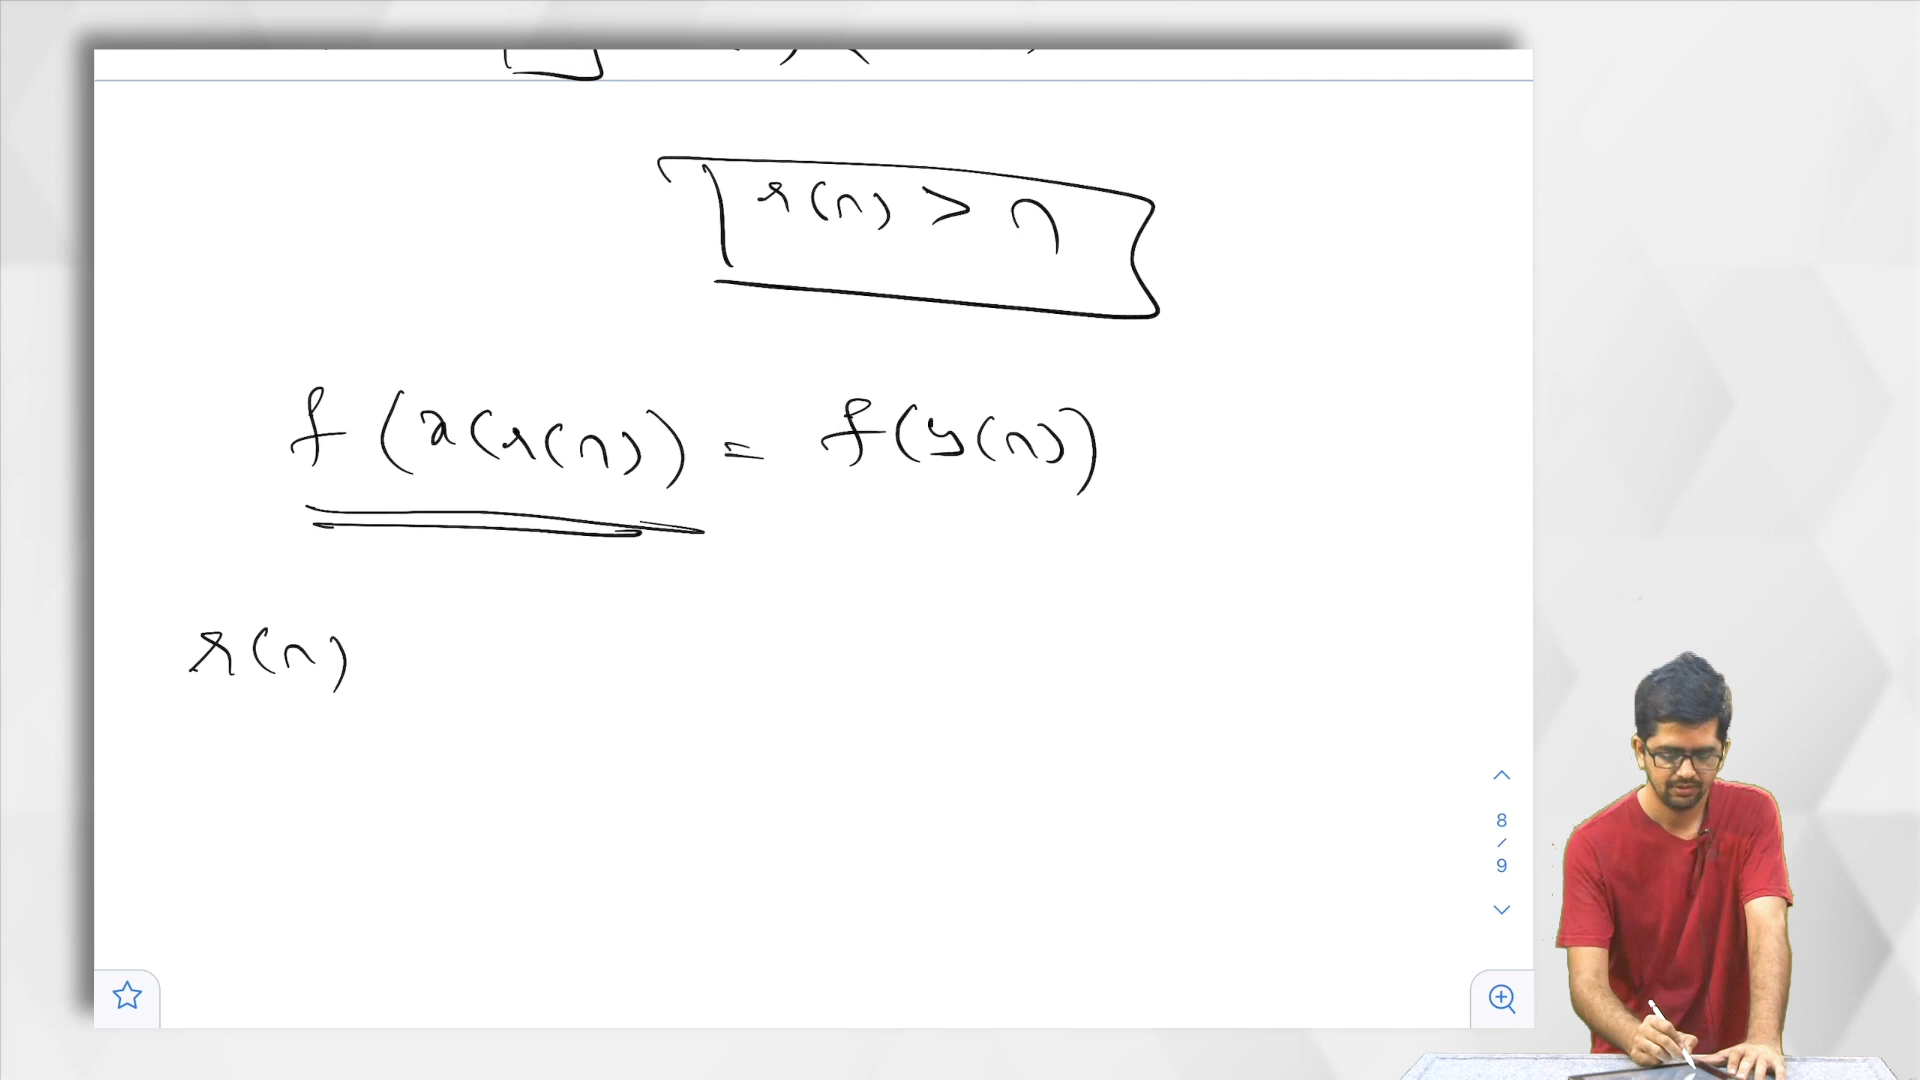 r(n) > n
f(x(r(n)) = f(y(n))
r(n)
8
/
9